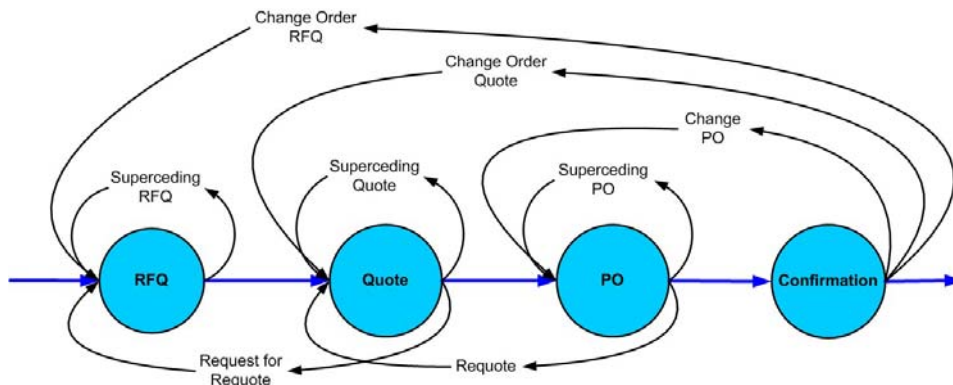 Change Order
RFQ
Change Order
Quote
Change
PO
Superceding
RFQ
Superceding
Quote
Superceding
PO
RFQ
Quote
PO
Confirmation
Request for
Requote
Requote